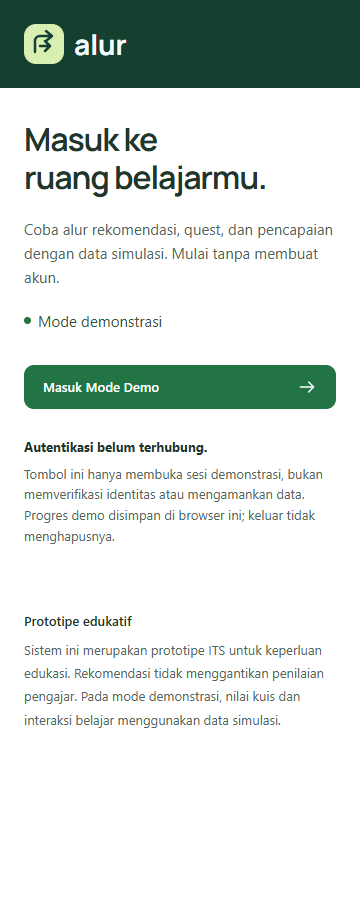 alur
Masuk ke
ruang belajarmu.
Coba alur rekomendasi, quest, dan pencapaian
dengan data simulasi. Mulai tanpa membuat
akun.
Mode demonstrasi
Masuk Mode Demo
Autentikasi belum terhubung.
Tombol ini hanya membuka sesi demonstrasi, bukan
memverifikasi identitas atau mengamankan data.
Progres demo disimpan di browser ini; keluar tidak
menghapusnya.
Prototipe edukatif
Sistem ini merupakan prototipe ITS untuk keperluan
edukasi. Rekomendasi tidak menggantikan penilaian
pengajar. Pada mode demonstrasi, nilai kuis dan
interaksi belajar menggunakan data simulasi.